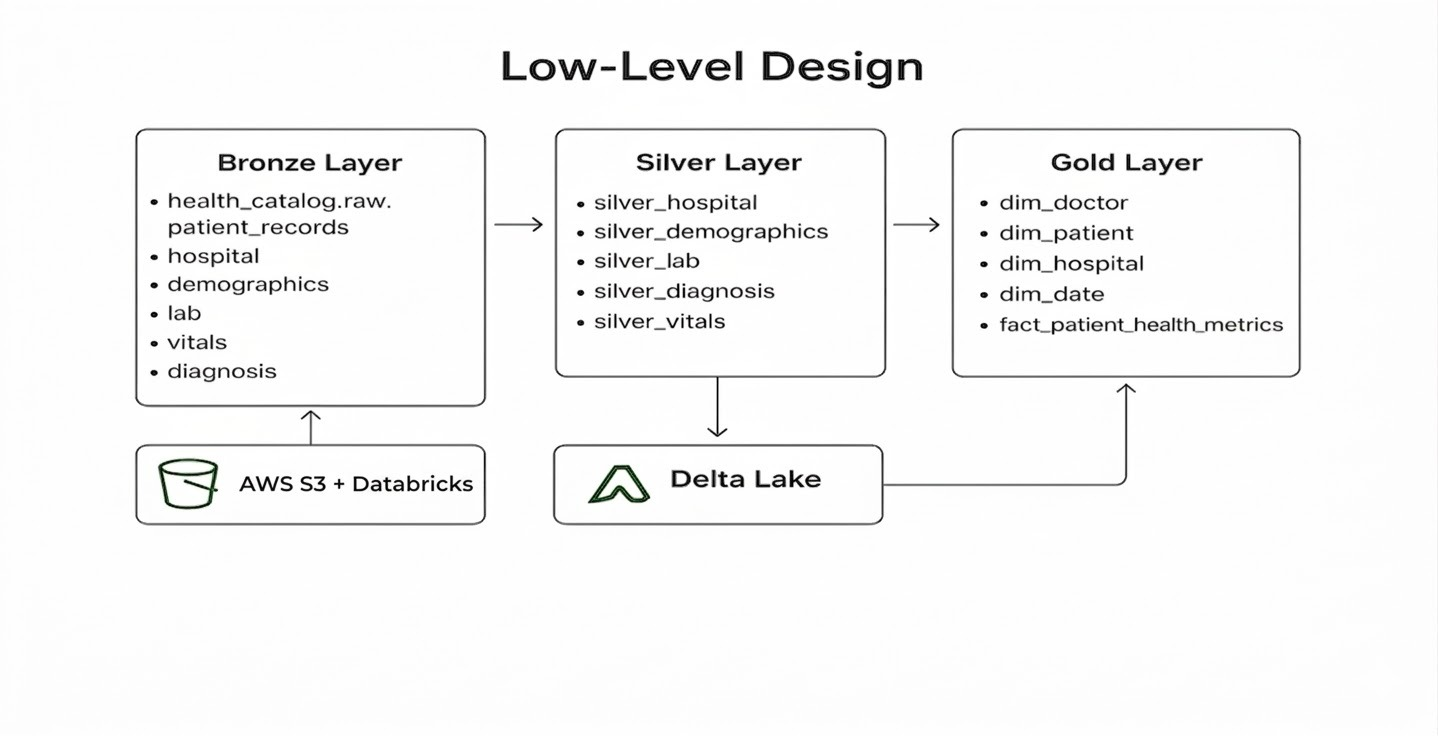 Low-Level Design
Bronze Layer
• health_catalog.raw.
patient_records
• hospital
• demographics
• lab
• vitals
• diagnosis
AWS S3 + Databricks
Silver Layer
• silver_hospital
• silver_demographics
• silver_lab
• silver_diagnosis
• silver_vitals
Delta Lake
Gold Layer
• dim_doctor
• dim_patient
• dim_hospital
• dim_date
• fact_patient_health_metrics